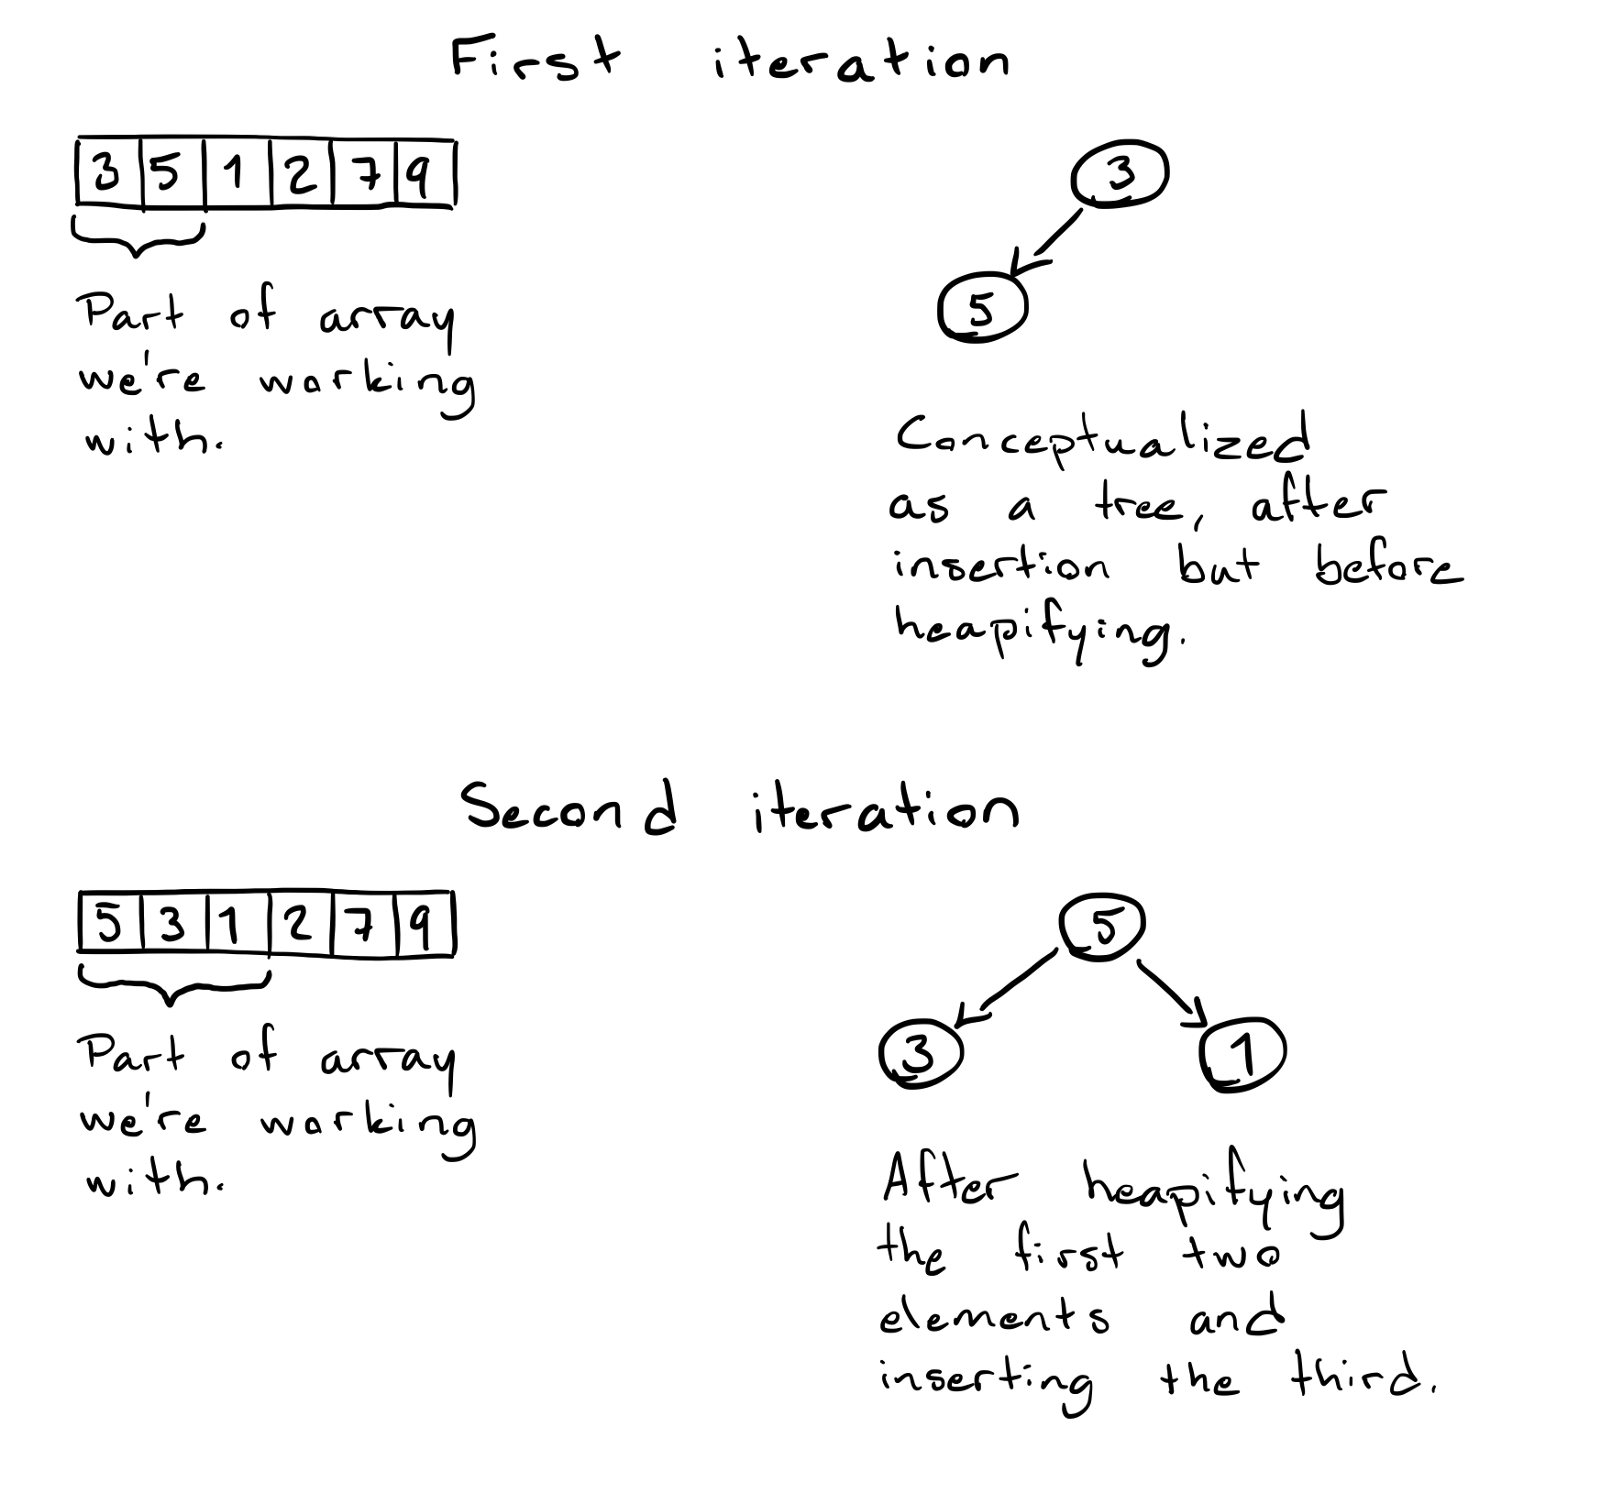 First iteration
3 5 1 2 7 9
3
5
Part of array
we're working
with.
Conceptualized
as a tree, after
insertion but before
heapifying.
Second iteration
5 3 1 2 7 9
5
3 1
Part of array
we're working
with.
After heapifying
the first two
elements and
inserting the third.